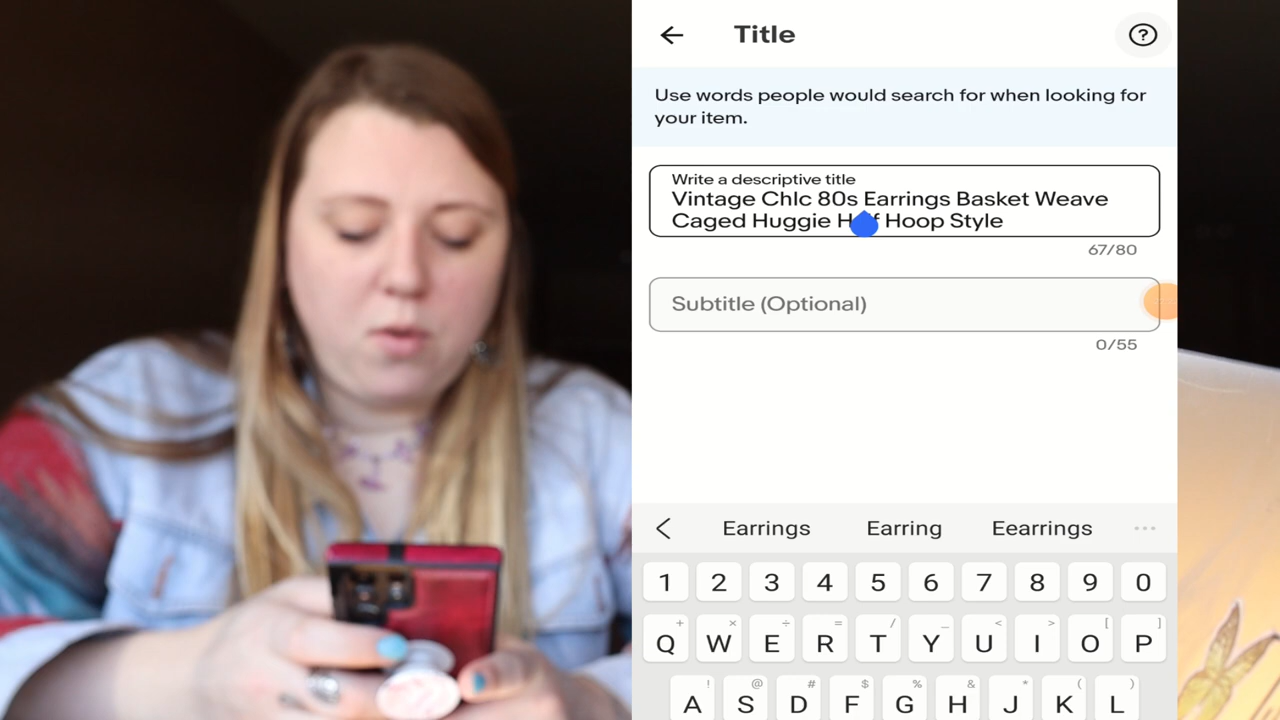 Title
?
Use words people would search for when looking for
your item.
Write a descriptive title
Vintage Chlc 80s Earrings Basket Weave
Caged Huggie Half Hoop Style
67/80
Subtitle (Optional)
0/55
Earrings Earring Eearrings ...
1 2 3 4 5 6 7 8 9 0
+ × ÷ = / _ < > [ ]
Q W E R T Y U I O P
! @ # $ % & * ( )
A S D F G H J K L